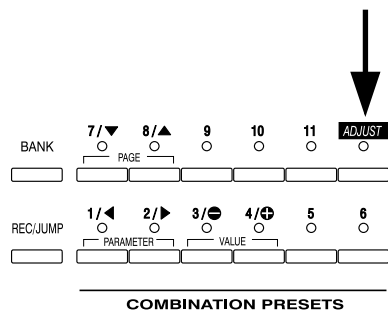 7/▼ 8/▲ 9 10 11 ADJUST
BANK
PAGE
1/◀ 2/▶ 3/⊖ 4/⊕ 5 6
REC/JUMP
PARAMETER VALUE
COMBINATION PRESETS